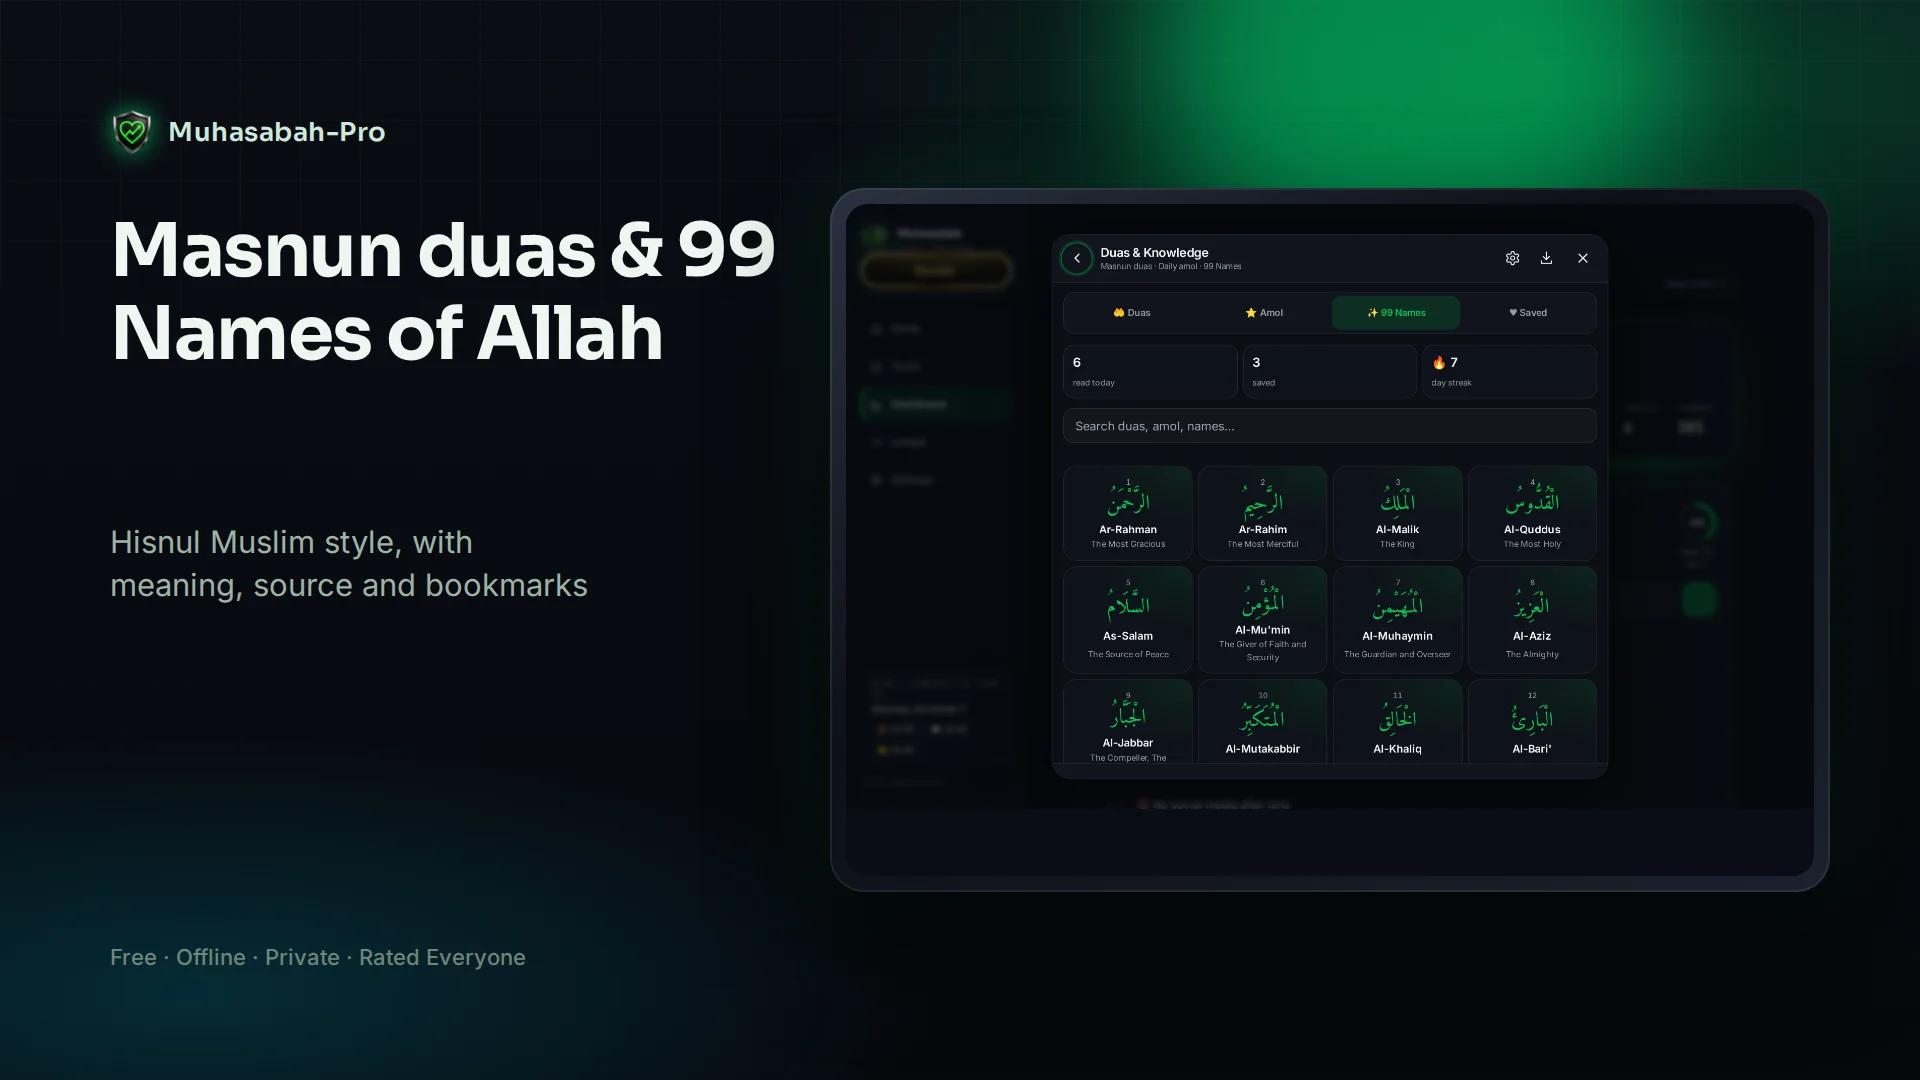 Muhasabah-Pro
Masnun duas & 99
Names of Allah
Hisnul Muslim style, with
meaning, source and bookmarks
Free · Offline · Private · Rated Everyone
Duas & Knowledge
Masnun duas · Daily amol · 99 Names
🤲 Duas
⭐ Amol
✨ 99 Names
♥ Saved
6
read today
3
saved
🔥 7
day streak
Search duas, amol, names...
1
الرَّحْمَنُ
Ar-Rahman
The Most Gracious
2
الرَّحِيمُ
Ar-Rahim
The Most Merciful
3
الْمَلِكُ
Al-Malik
The King
4
الْقُدُّوسُ
Al-Quddus
The Most Holy
5
السَّلَامُ
As-Salam
The Source of Peace
6
الْمُؤْمِنُ
Al-Mu'min
The Giver of Faith and
Security
7
الْمُهَيْمِنُ
Al-Muhaymin
The Guardian and Overseer
8
الْعَزِيزُ
Al-Aziz
The Almighty
9
الْجَبَّارُ
Al-Jabbar
The Compeller, The
10
الْمُتَكَبِّرُ
Al-Mutakabbir
11
الْخَالِقُ
Al-Khaliq
12
الْبَارِئُ
Al-Bari'